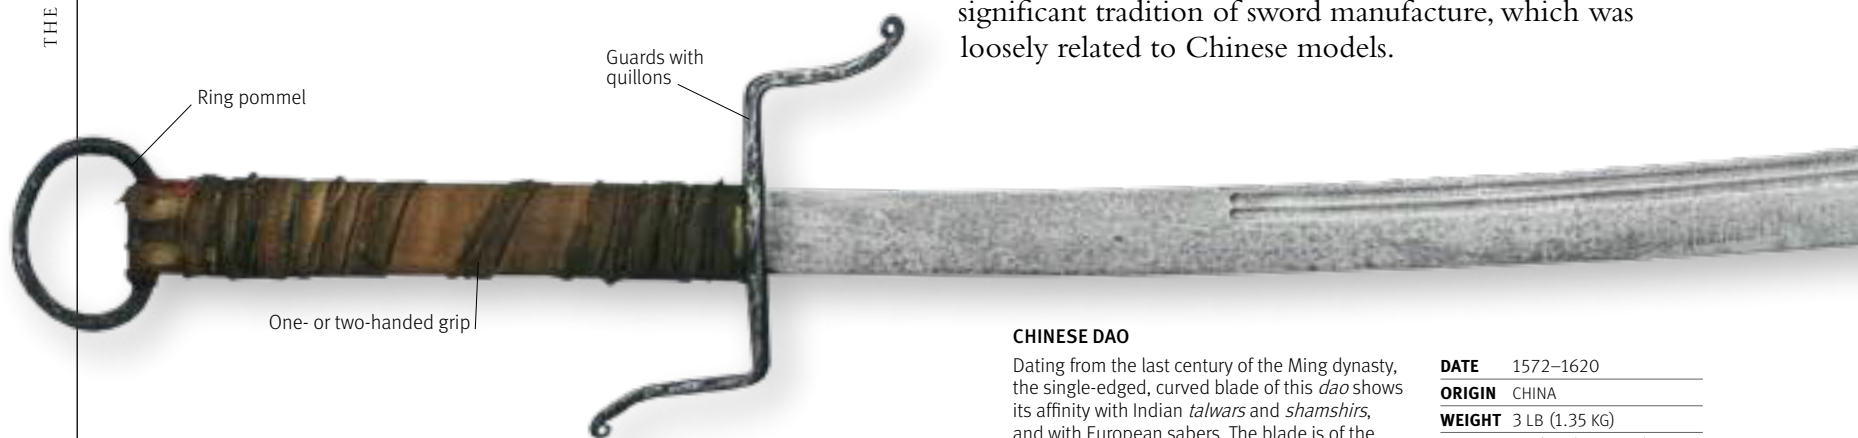 THE
significant tradition of sword manufacture, which was
loosely related to Chinese models.
Guards with
quillons
Ring pommel
One- or two-handed grip
CHINESE DAO
Dating from the last century of the Ming dynasty,
the single-edged, curved blade of this dao shows
its affinity with Indian talwars and shamshirs,
and with European sabers. The blade is of the
DATE 1572–1620
ORIGIN CHINA
WEIGHT 3 LB (1.35 KG)